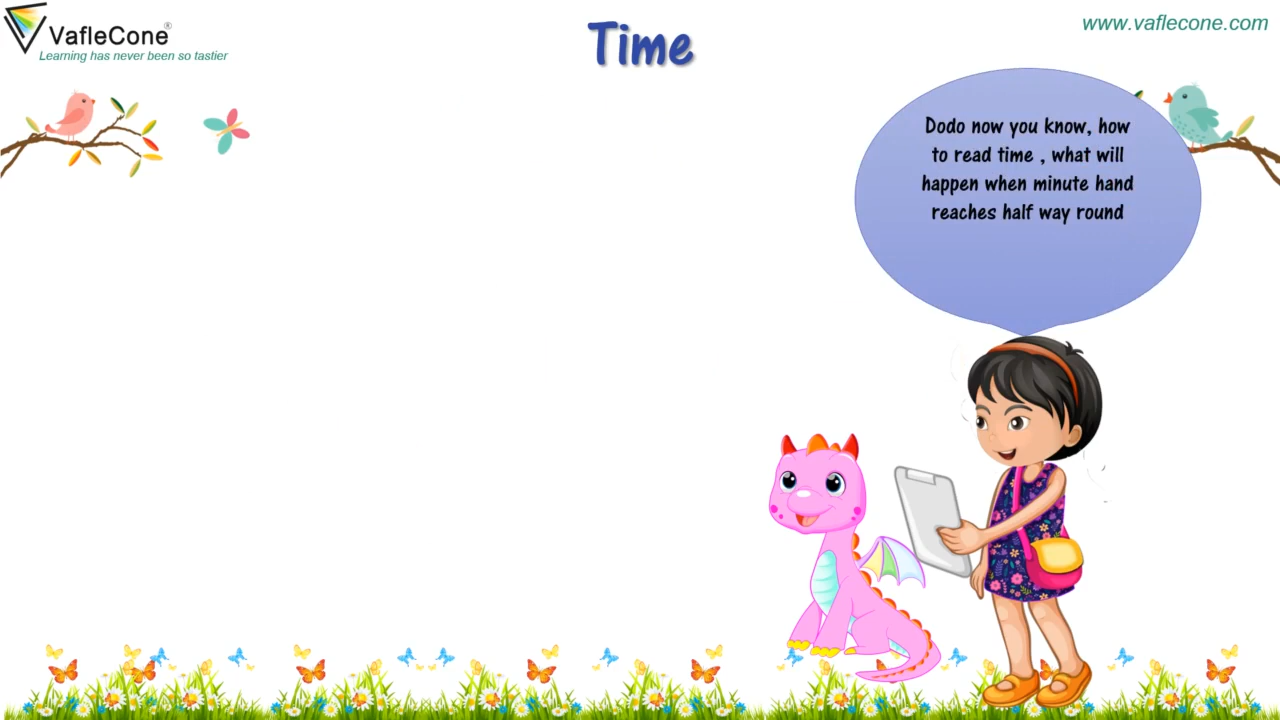 VafleCone®
Learning has never been so tastier
Time
www.vaflecone.com
Dodo now you know, how
to read time , what will
happen when minute hand
reaches half way round